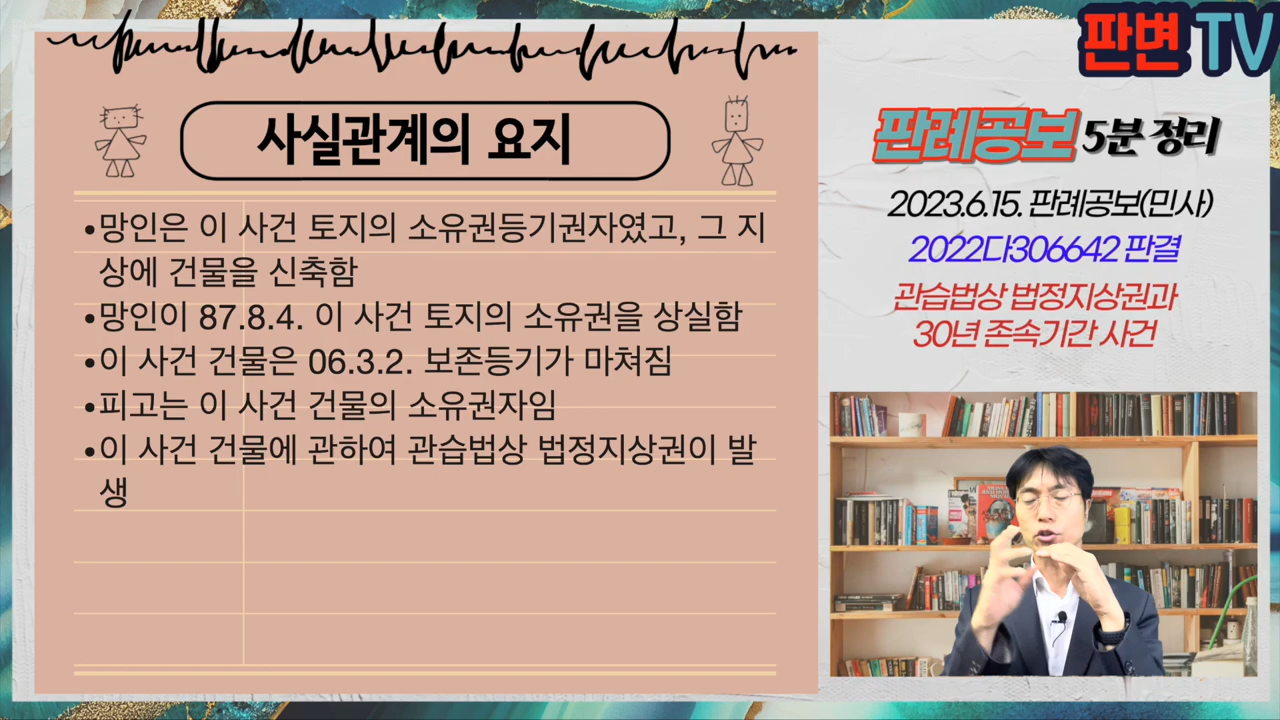 판변 TV
사실관계의 요지
•망인은 이 사건 토지의 소유권등기권자였고, 그 지
상에 건물을 신축함
•망인이 87.8.4. 이 사건 토지의 소유권을 상실함
•이 사건 건물은 06.3.2. 보존등기가 마쳐짐
•피고는 이 사건 건물의 소유권자임
•이 사건 건물에 관하여 관습법상 법정지상권이 발
생
판례공보 5분 정리
2023.6.15. 판례공보(민사)
2022다306642 판결
관습법상 법정지상권과
30년 존속기간 사건